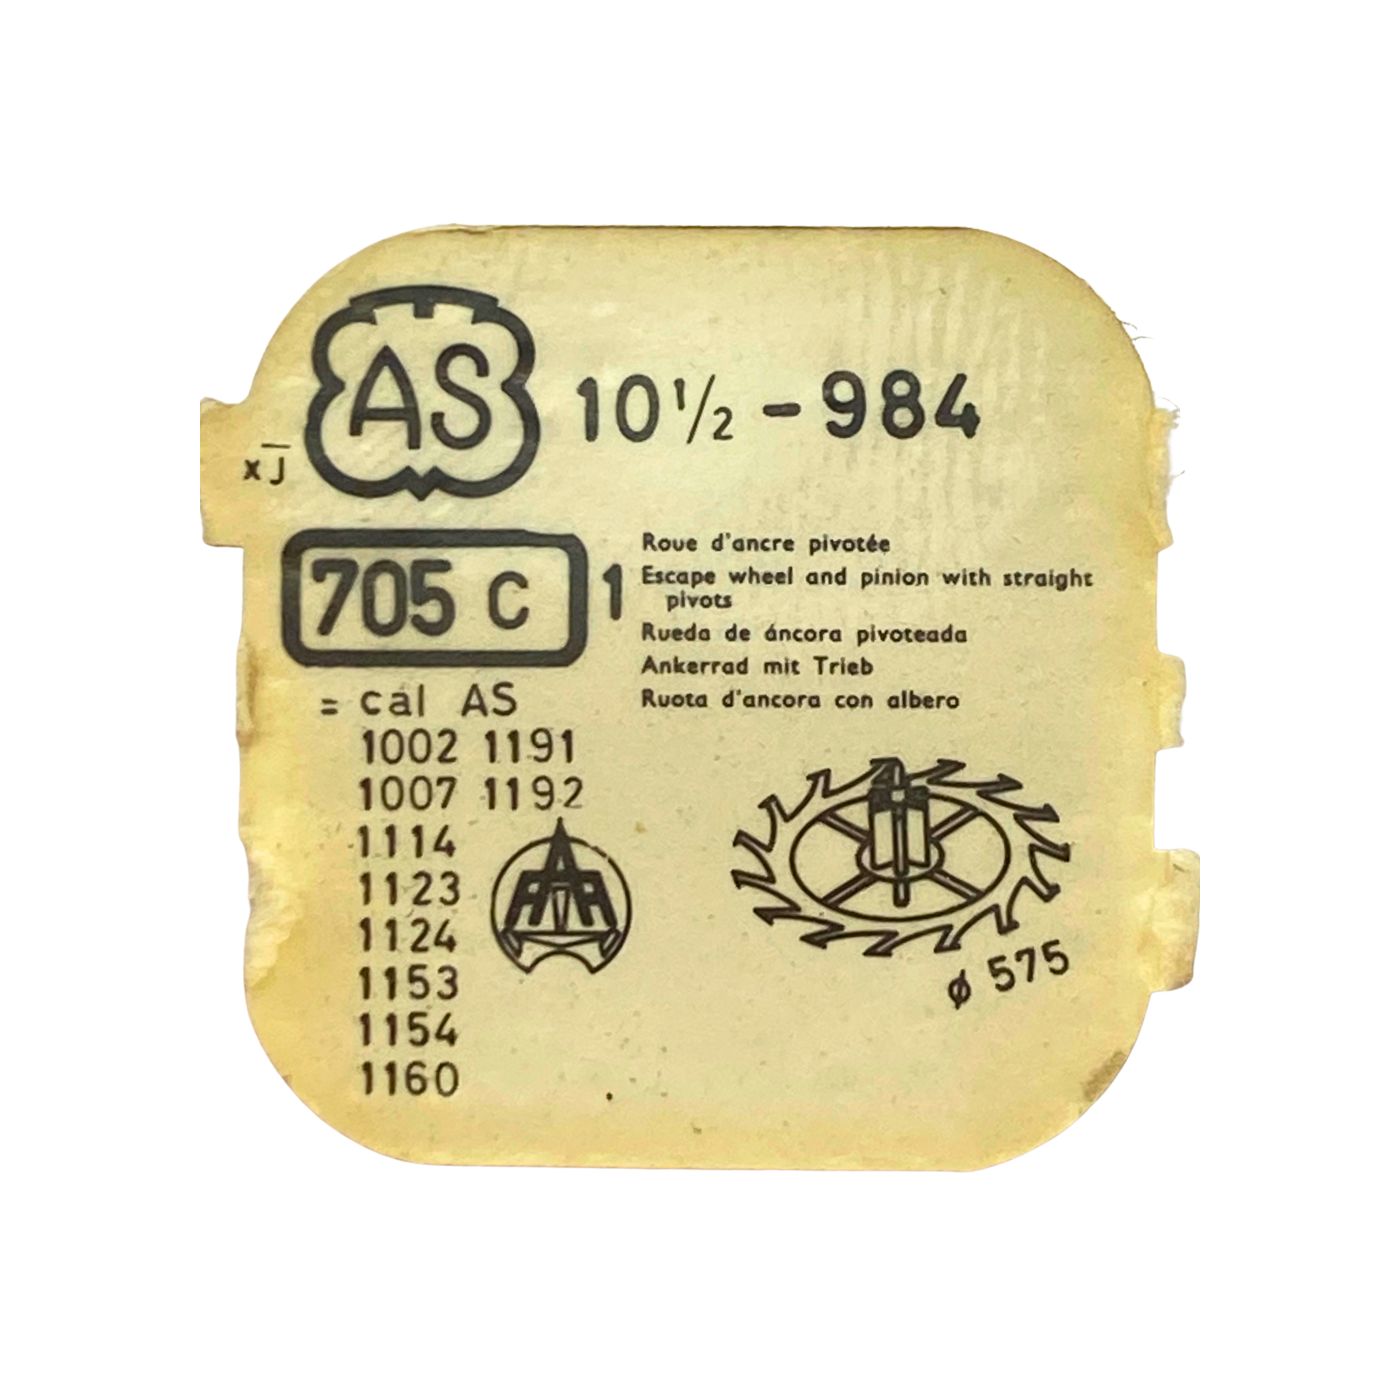 AS
10 1/2 - 984
x J̅
705 C
1
Roue d'ancre pivotée
Escape wheel and pinion with straight
pivots
Rueda de áncora pivoteada
Ankerrad mit Trieb
Ruota d'ancora con albero
= cal AS
1002 1191
1007 1192
1114
1123
1124
1153
1154
1160
ø 575